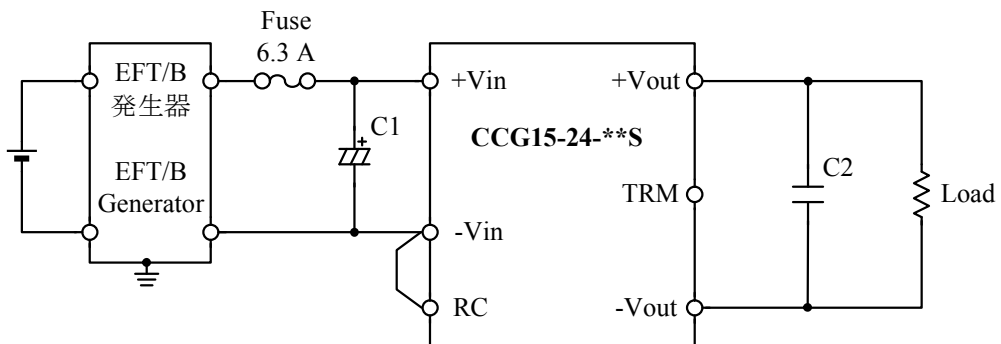 Fuse
6.3 A
EFT/B
発生器
EFT/B
Generator
C1
+Vin
-Vin
RC
CCG15-24-**S
+Vout
TRM
-Vout
C2
Load